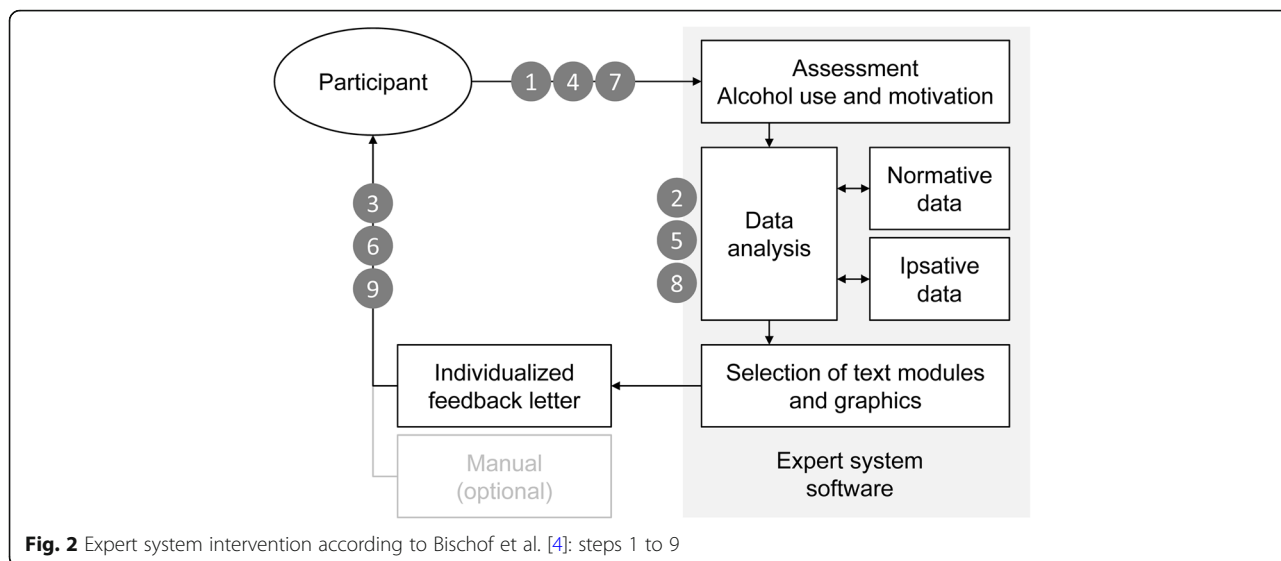 Participant
1 4 7
Assessment
Alcohol use and motivation
3
6
9
2
5
8
Data
analysis
Normative
data
Ipsative
data
Individualized
feedback letter
Selection of text modules
and graphics
Manual
(optional)
Expert system
software
Fig. 2 Expert system intervention according to Bischof et al. [4]: steps 1 to 9